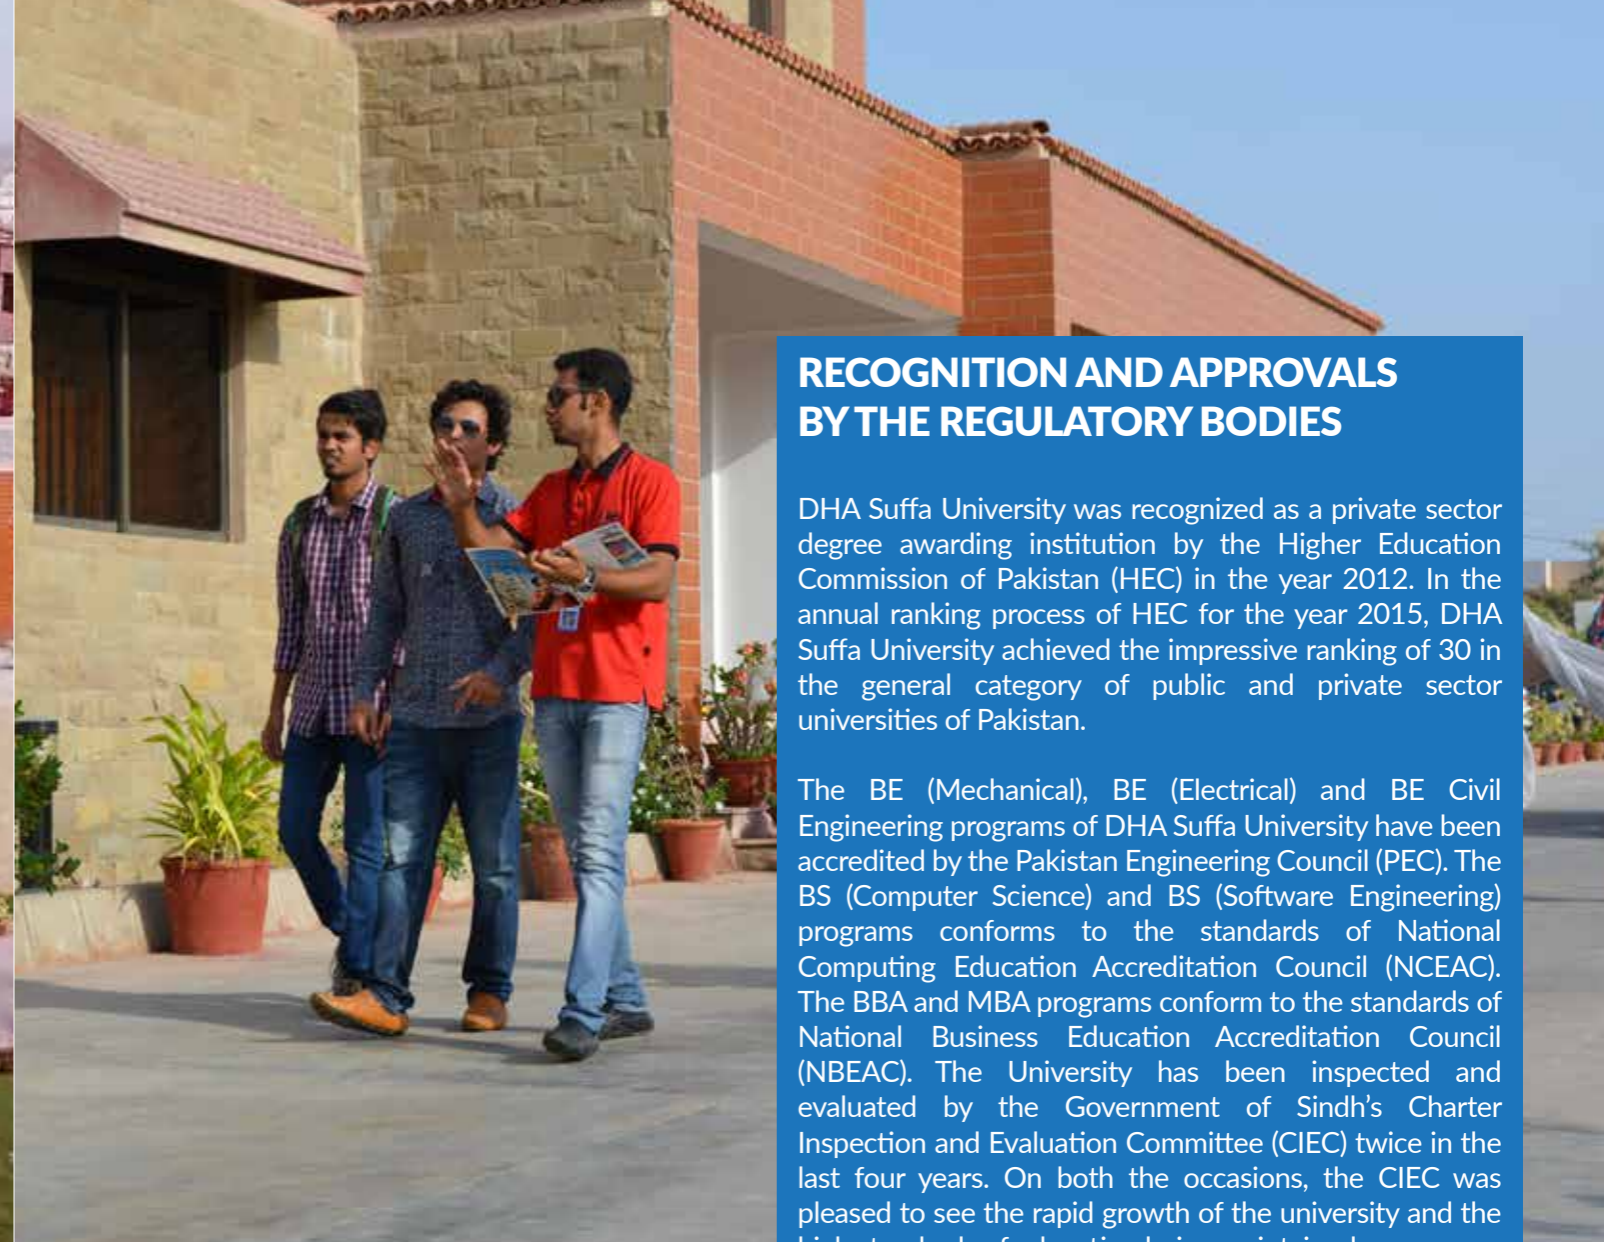 RECOGNITION AND APPROVALS
BY THE REGULATORY BODIES
DHA Suffa University was recognized as a private sector
degree awarding institution by the Higher Education
Commission of Pakistan (HEC) in the year 2012. In the
annual ranking process of HEC for the year 2015, DHA
Suffa University achieved the impressive ranking of 30 in
the general category of public and private sector
universities of Pakistan.
The BE (Mechanical), BE (Electrical) and BE Civil
Engineering programs of DHA Suffa University have been
accredited by the Pakistan Engineering Council (PEC). The
BS (Computer Science) and BS (Software Engineering)
programs conforms to the standards of National
Computing Education Accreditation Council (NCEAC).
The BBA and MBA programs conform to the standards of
National Business Education Accreditation Council
(NBEAC). The University has been inspected and
evaluated by the Government of Sindh's Charter
Inspection and Evaluation Committee (CIEC) twice in the
last four years. On both the occasions, the CIEC was
pleased to see the rapid growth of the university and the